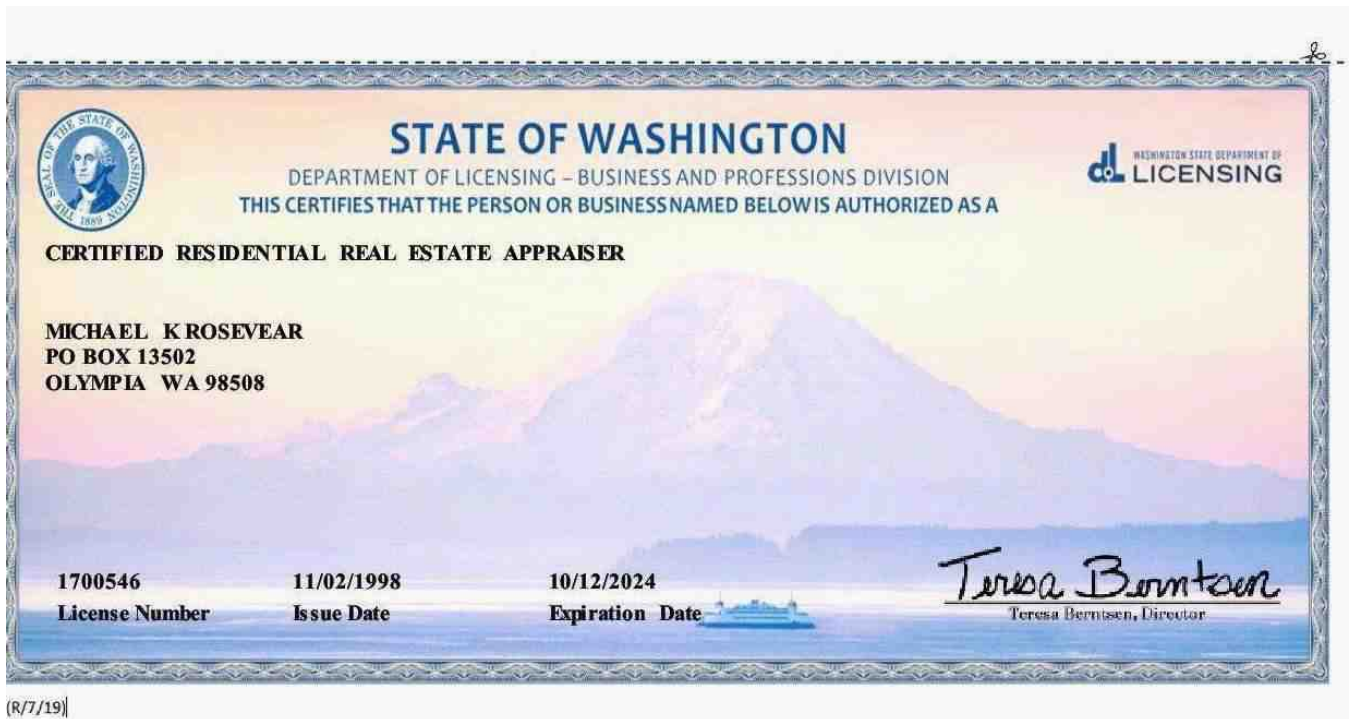 THE SEAL OF THE STATE OF WASHINGTON
1889
STATE OF WASHINGTON
DEPARTMENT OF LICENSING – BUSINESS AND PROFESSIONS DIVISION
THIS CERTIFIES THAT THE PERSON OR BUSINESS NAMED BELOW IS AUTHORIZED AS A
dol
WASHINGTON STATE DEPARTMENT OF
LICENSING
CERTIFIED RESIDENTIAL REAL ESTATE APPRAISER
MICHAEL K ROSEVEAR
PO BOX 13502
OLYMPIA WA 98508
1700546 11/02/1998 10/12/2024
License Number Issue Date Expiration Date
Teresa Berntsen
Teresa Berntsen, Director
(R/7/19)